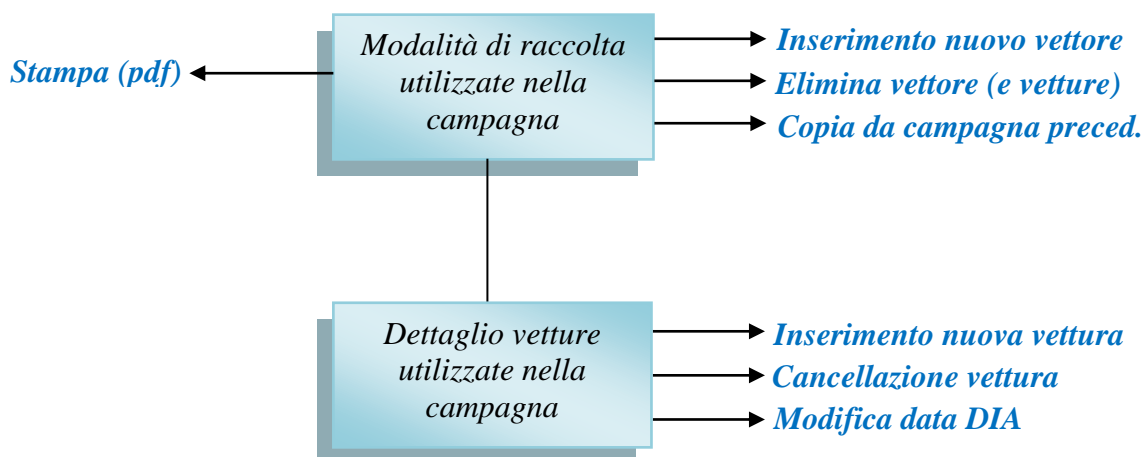 Stampa (pdf)
Modalità di raccolta
utilizzate nella
campagna
Inserimento nuovo vettore
Elimina vettore (e vetture)
Copia da campagna preced.
Dettaglio vetture
utilizzate nella
campagna
Inserimento nuova vettura
Cancellazione vettura
Modifica data DIA